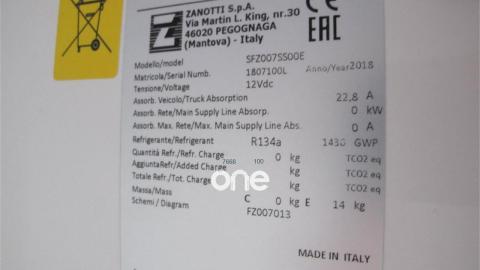 ZANOTTI S.p.A.
Via Martin L. King, nr.30
46020 PEGOGNAGA
(Mantova) - Italy
CE
EAC
Modello/model SFZ007SS00E
Matricola/Serial Numb. 1807100L Anno/Year2018
Tensione/Voltage 12Vdc
Assorb. Veicolo/Truck Absorption 22,8 A
Assorb. Rete/Main Supply Line Absorp. 0 kW
Assorb. Max. Rete/Max. Main Supply Line Abs. 0 A
Refrigerante/Refrigerant R134a 1430 GWP
Quantità Refr./Refr. Charge 0 kg TCO2 eq
AggiuntaRefr/Added Charge kg TCO2 eq
Totale Refr./Tot. Charge kg TCO2 eq
Massa/Mass C 0 kg E 14 kg
Schemi / Diagram FZ007013
7668 100
one
MADE IN ITALY